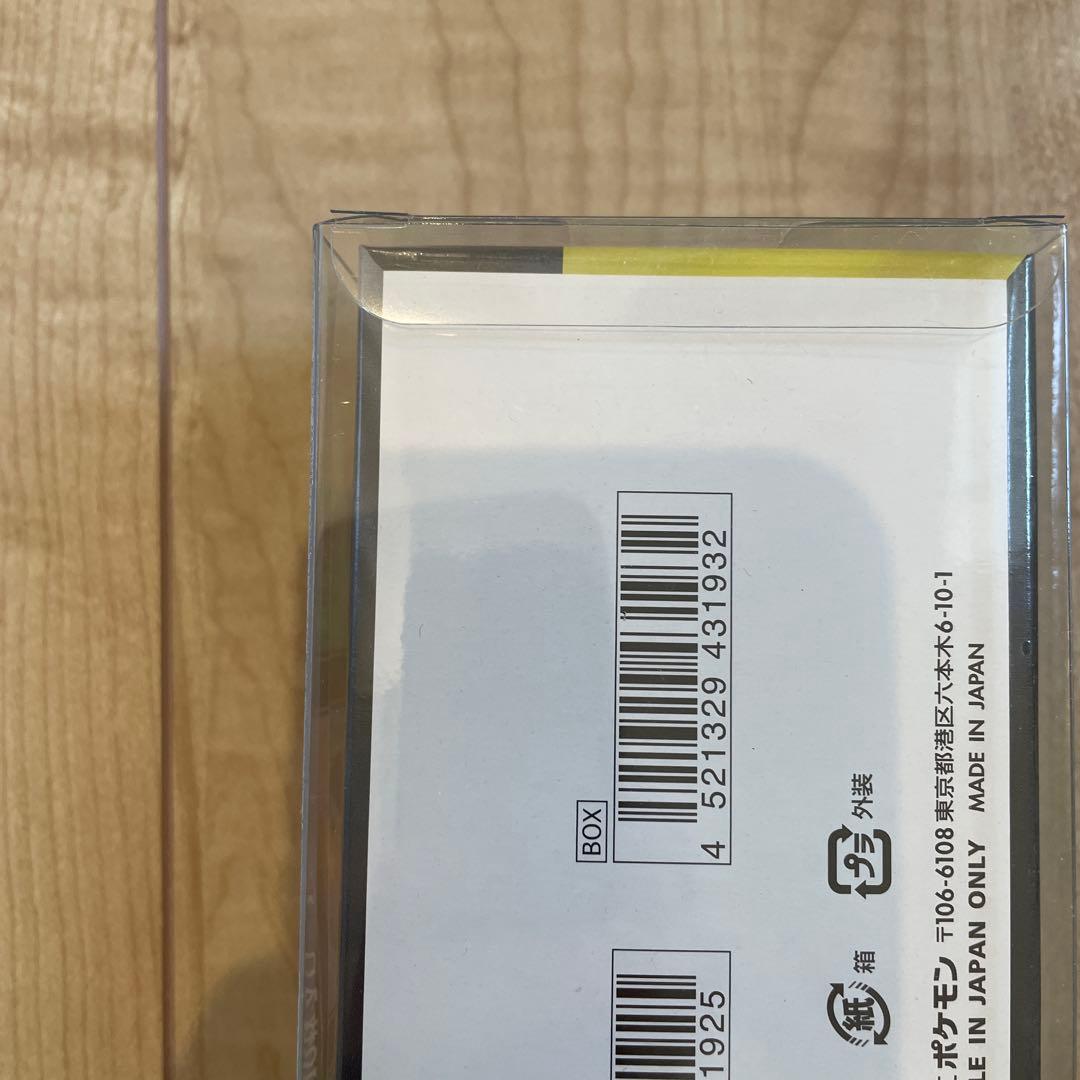 BOX
4 521329 431932
1925
プラ 外装
紙 箱
ポケモン 〒106-6108 東京都港区六本木6-10-1
LE IN JAPAN ONLY MADE IN JAPAN